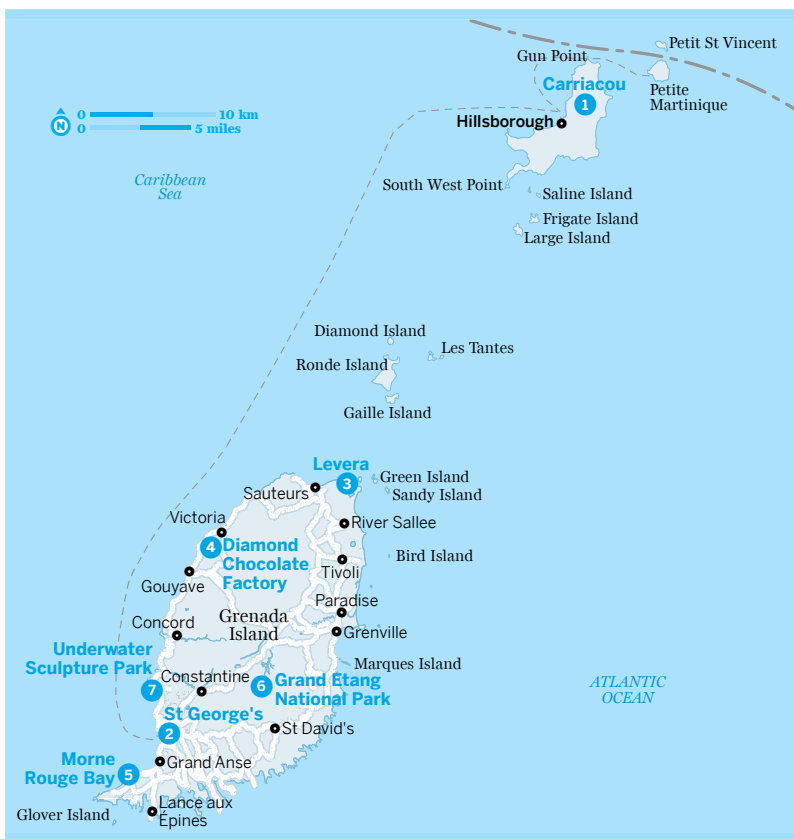 Petit St Vincent
Gun Point
Carriacou
1
Petite
Martinique
0 10 km
0 5 miles
N
Hillsborough
Caribbean
Sea
South West Point
Saline Island
Frigate Island
Large Island
Diamond Island
Les Tantes
Ronde Island
Gaille Island
Levera
3
Green Island
Sandy Island
Sauteurs
Victoria
River Sallee
4
Diamond
Chocolate
Factory
Bird Island
Tivoli
Gouyave
Paradise
Grenada
Island
Concord
Grenville
Underwater
Sculpture Park
7
Marques Island
Constantine
6
Grand Etang
National Park
ATLANTIC
OCEAN
St George's
2
St David's
Morne
Rouge Bay
5
Grand Anse
Lance aux
Épines
Glover Island